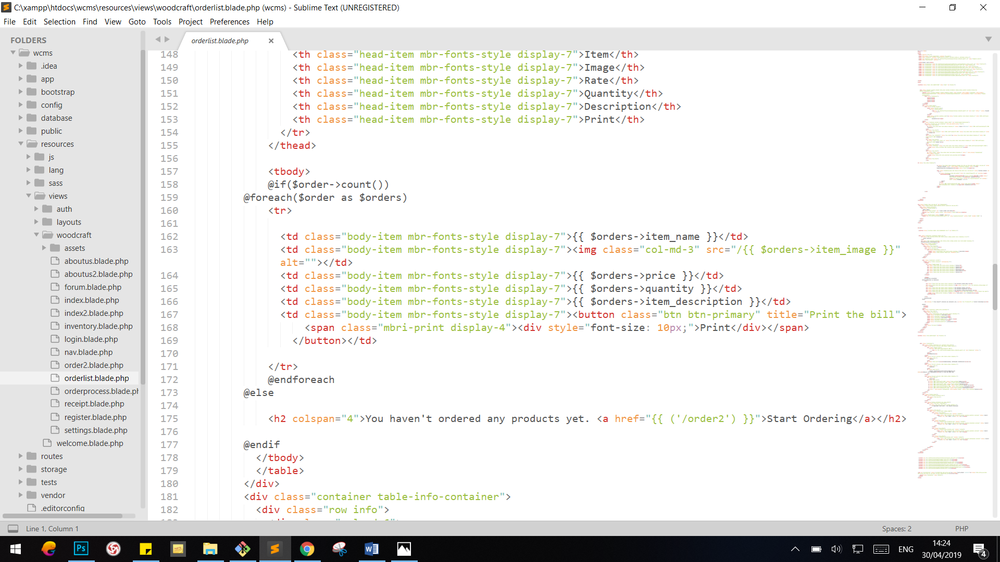 C:\xampp\htdocs\wcms\resources\views\woodcraft\orderlist.blade.php (wcms) - Sublime Text (UNREGISTERED)
File Edit Selection Find View Goto Tools Project Preferences Help
FOLDERS
wcms
.idea
app
bootstrap
config
database
public
resources
js
lang
sass
views
auth
layouts
woodcraft
assets
aboutus.blade.php
aboutus2.blade.php
forum.blade.php
index.blade.php
index2.blade.php
inventory.blade.php
login.blade.php
nav.blade.php
order2.blade.php
orderlist.blade.php
orderprocess.blade.ph
receipt.blade.php
register.blade.php
settings.blade.php
welcome.blade.php
routes
storage
tests
vendor
.editorconfig
orderlist.blade.php
148 <th class="head-item mbr-fonts-style display-7">Item</th>
149 <th class="head-item mbr-fonts-style display-7">Image</th>
150 <th class="head-item mbr-fonts-style display-7">Rate</th>
151 <th class="head-item mbr-fonts-style display-7">Quantity</th>
152 <th class="head-item mbr-fonts-style display-7">Description</th>
153 <th class="head-item mbr-fonts-style display-7">Print</th>
154 </tr>
155 </thead>
156
157 <tbody>
158 @if($order->count())
159 @foreach($order as $orders)
160 <tr>
161
162 <td class="body-item mbr-fonts-style display-7">{{ $orders->item_name }}</td>
163 <td class="body-item mbr-fonts-style display-7"><img class="col-md-3" src="/{{ $orders->item_image }}"
alt=""></td>
164 <td class="body-item mbr-fonts-style display-7">{{ $orders->price }}</td>
165 <td class="body-item mbr-fonts-style display-7">{{ $orders->quantity }}</td>
166 <td class="body-item mbr-fonts-style display-7">{{ $orders->item_description }}</td>
167 <td class="body-item mbr-fonts-style display-7"><button class="btn btn-primary" title="Print the bill">
168 <span class="mbri-print display-4"><div style="font-size: 10px;">Print</div></span>
169 </button></td>
170
171 </tr>
172 @endforeach
173 @else
174
175 <h2 colspan="4">You haven't ordered any products yet. <a href="{{ ('/order2') }}">Start Ordering</a></h2>
176
177 @endif
178 </tbody>
179 </table>
180 </div>
181 <div class="container table-info-container">
182 <div class="row info">
Line 1, Column 1
Spaces: 2
PHP
Ps
ENG
14:24
30/04/2019
4